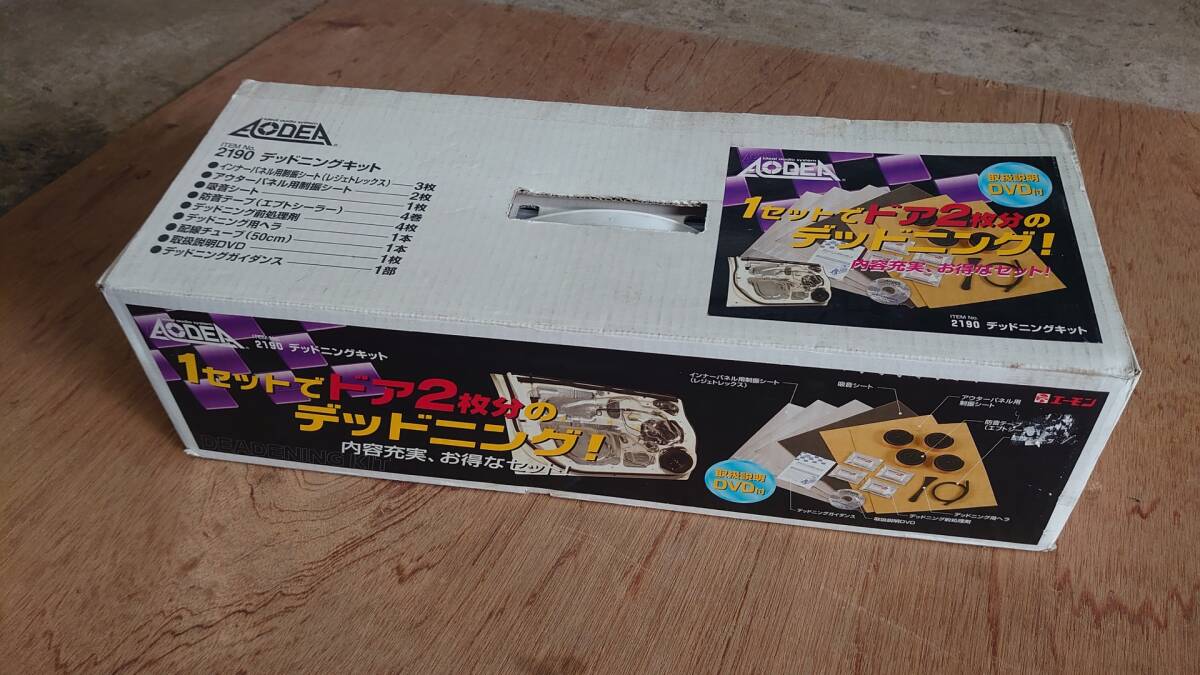 ideal audio system
AODEA
ITEM No.
2190 デッドニングキット
●インナーパネル用制振シート(レジェトレックス) 3枚
●アウターパネル用制振シート 2枚
●吸音シート 1枚
●防音テープ(エプトシーラー) 4巻
●デッドニング前処理剤 4枚
●デッドニング用ヘラ 1本
●配線チューブ(50cm) 1本
●取扱説明DVD 1枚
●デッドニングガイダンス 1部
ideal audio system
AODEA
取扱説明
DVD付
1セットでドア2枚分の
デッドニング!
内容充実、お得なセット!
ITEM No.
2190 デッドニングキット
ideal audio system
AODEA
ITEM No.
2190 デッドニングキット
1セットでドア2枚分の
デッドニング!
内容充実、お得なセット!
DEADENING KIT
インナーパネル用制振シート
(レジェトレックス)
吸音シート
アウターパネル用
制振シート
防音テープ
(エプトシー
エーモン
取扱説明
DVD付
デッドニングガイダンス
取扱説明DVD
デッドニング前処理剤
デッドニング用ヘラ